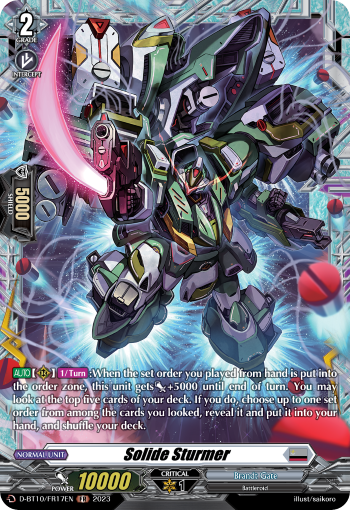 2
GRADE
INTERCEPT
5000
SHIELD
AUTO 1/Turn :When the set order you played from hand is put into
the order zone, this unit gets +5000 until end of turn. You may
look at the top five cards of your deck. If you do, choose up to one set
order from among the cards you looked, reveal it and put it into your
hand, and shuffle your deck.
NORMAL UNIT
Solide Sturmer
POWER 10000
CRITICAL
1
Brandt Gate
Battleroid
D-BT10/FR17EN FR 2023
illust/saikoro